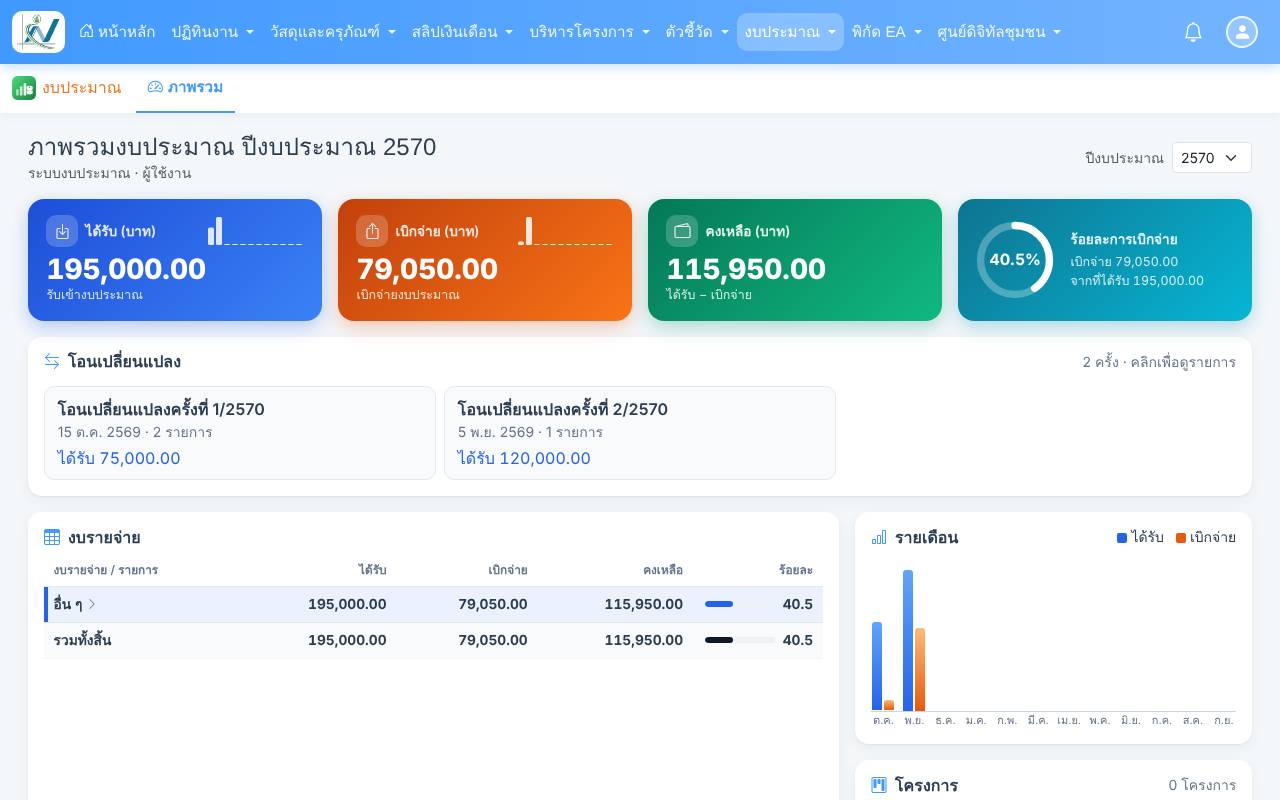 หน้าหลัก ปฏิทินงาน วัสดุและครุภัณฑ์ สลิปเงินเดือน บริหารโครงการ ตัวชี้วัด งบประมาณ พิกัด EA ศูนย์ดิจิทัลชุมชน
งบประมาณ ภาพรวม
ภาพรวมงบประมาณ ปีงบประมาณ 2570
ระบบงบประมาณ · ผู้ใช้งาน
ปีงบประมาณ 2570
ได้รับ (บาท)
195,000.00
รับเข้างบประมาณ
เบิกจ่าย (บาท)
79,050.00
เบิกจ่ายงบประมาณ
คงเหลือ (บาท)
115,950.00
ได้รับ − เบิกจ่าย
40.5%
ร้อยละการเบิกจ่าย
เบิกจ่าย 79,050.00
จากที่ได้รับ 195,000.00
โอนเปลี่ยนแปลง
2 ครั้ง · คลิกเพื่อดูรายการ
โอนเปลี่ยนแปลงครั้งที่ 1/2570
15 ต.ค. 2569 · 2 รายการ
ได้รับ 75,000.00
โอนเปลี่ยนแปลงครั้งที่ 2/2570
5 พ.ย. 2569 · 1 รายการ
ได้รับ 120,000.00
งบรายจ่าย
งบรายจ่าย / รายการ ได้รับ เบิกจ่าย คงเหลือ ร้อยละ
อื่น ๆ 195,000.00 79,050.00 115,950.00 40.5
รวมทั้งสิ้น 195,000.00 79,050.00 115,950.00 40.5
รายเดือน
ได้รับ เบิกจ่าย
ต.ค. พ.ย. ธ.ค. ม.ค. ก.พ. มี.ค. เม.ย. พ.ค. มิ.ย. ก.ค. ส.ค. ก.ย.
โครงการ
0 โครงการ